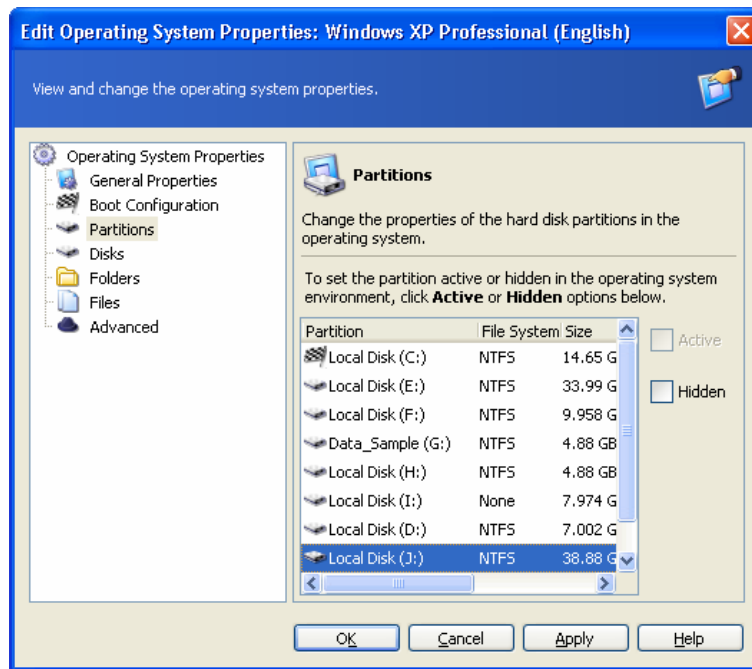 Edit Operating System Properties: Windows XP Professional (English)
View and change the operating system properties.
Operating System Properties
General Properties
Boot Configuration
Partitions
Disks
Folders
Files
Advanced
Partitions
Change the properties of the hard disk partitions in the
operating system.
To set the partition active or hidden in the operating system
environment, click Active or Hidden options below.
Partition File System Size
Local Disk (C:) NTFS 14.65 G
Local Disk (E:) NTFS 33.99 G
Local Disk (F:) NTFS 9.958 G
Data_Sample (G:) NTFS 4.88 GB
Local Disk (H:) NTFS 4.88 GB
Local Disk (I:) None 7.974 G
Local Disk (D:) NTFS 7.002 G
Local Disk (J:) NTFS 38.88 G
Active
Hidden
OK Cancel Apply Help